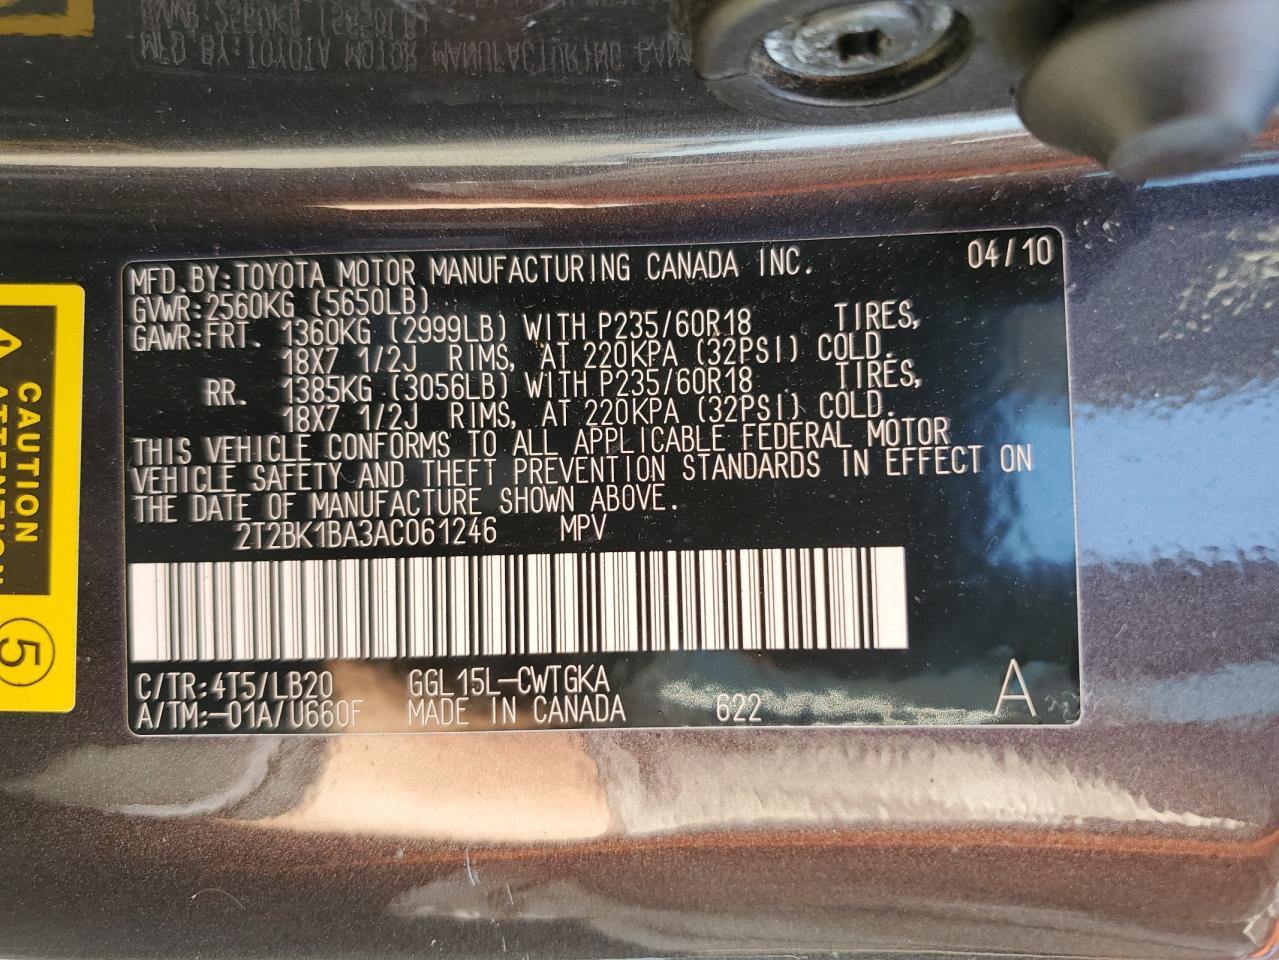 MFD. BY: TOYOTA MOTOR MANUFACTURING CANADA INC. 04/10
GVWR: 2560KG (5650LB)
GAWR: FRT. 1360KG (2999LB) WITH P235/60R18 TIRES,
18X7 1/2J RIMS, AT 220KPA (32PSI) COLD.
RR. 1385KG (3056LB) WITH P235/60R18 TIRES,
18X7 1/2J RIMS, AT 220KPA (32PSI) COLD.
THIS VEHICLE CONFORMS TO ALL APPLICABLE FEDERAL MOTOR
VEHICLE SAFETY AND THEFT PREVENTION STANDARDS IN EFFECT ON
THE DATE OF MANUFACTURE SHOWN ABOVE.
2T2BK1BA3AC061246 MPV
C/TR: 4T5/LB20 GGL15L-CWTGKA A
A/TM: -01A/U660F MADE IN CANADA 622
CAUTION
ATTENTION
5